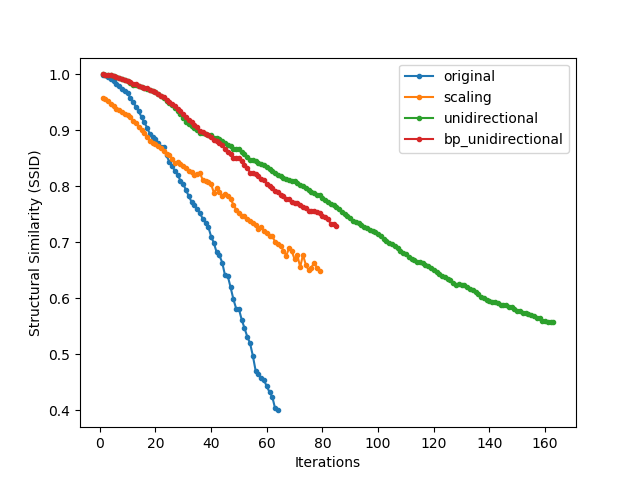 original
scaling
unidirectional
bp_unidirectional
Structural Similarity (SSID)
1.0
0.9
0.8
0.7
0.6
0.5
0.4
0 20 40 60 80 100 120 140 160
Iterations